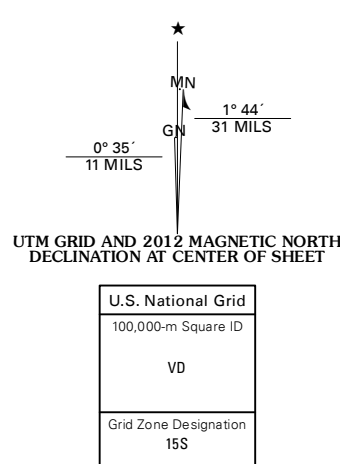 ★
MN
GN
1° 44´
31 MILS
0° 35´
11 MILS
UTM GRID AND 2012 MAGNETIC NORTH
DECLINATION AT CENTER OF SHEET
U.S. National Grid
100,000-m Square ID
VD
Grid Zone Designation
15S